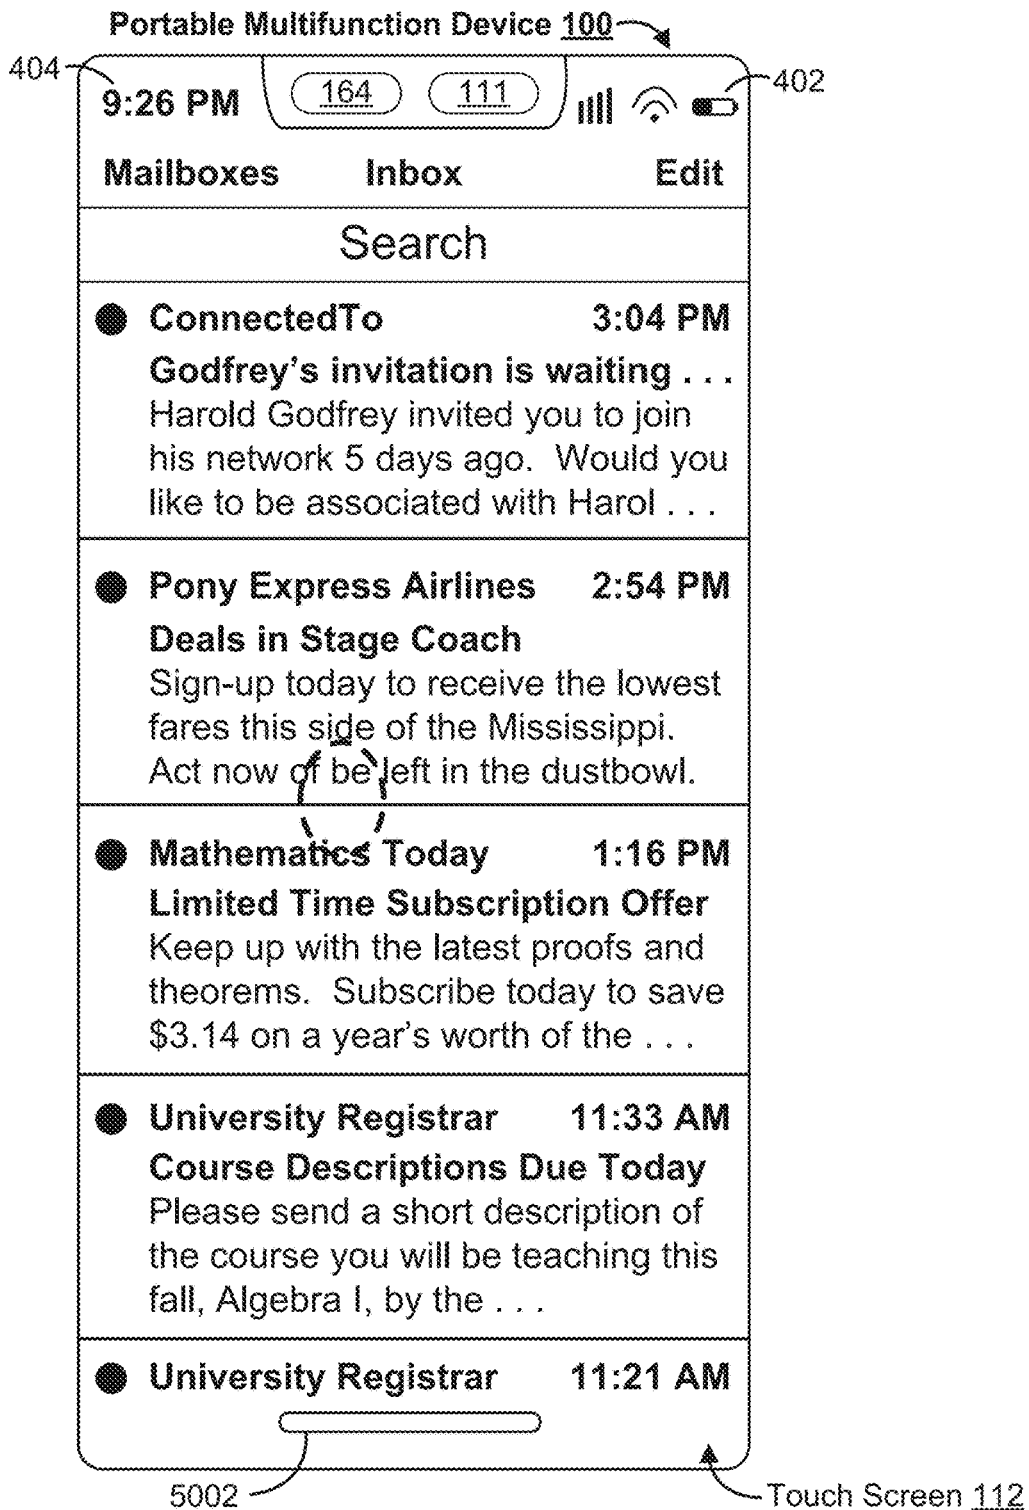 Portable Multifunction Device 100
404
402
9:26 PM
164
111
Mailboxes Inbox Edit
Search
ConnectedTo 3:04 PM
Godfrey's invitation is waiting . . .
Harold Godfrey invited you to join
his network 5 days ago. Would you
like to be associated with Harol . . .
Pony Express Airlines 2:54 PM
Deals in Stage Coach
Sign-up today to receive the lowest
fares this side of the Mississippi.
Act now of be left in the dustbowl.
Mathematics Today 1:16 PM
Limited Time Subscription Offer
Keep up with the latest proofs and
theorems. Subscribe today to save
$3.14 on a year's worth of the . . .
University Registrar 11:33 AM
Course Descriptions Due Today
Please send a short description of
the course you will be teaching this
fall, Algebra I, by the . . .
University Registrar 11:21 AM
5002
Touch Screen 112